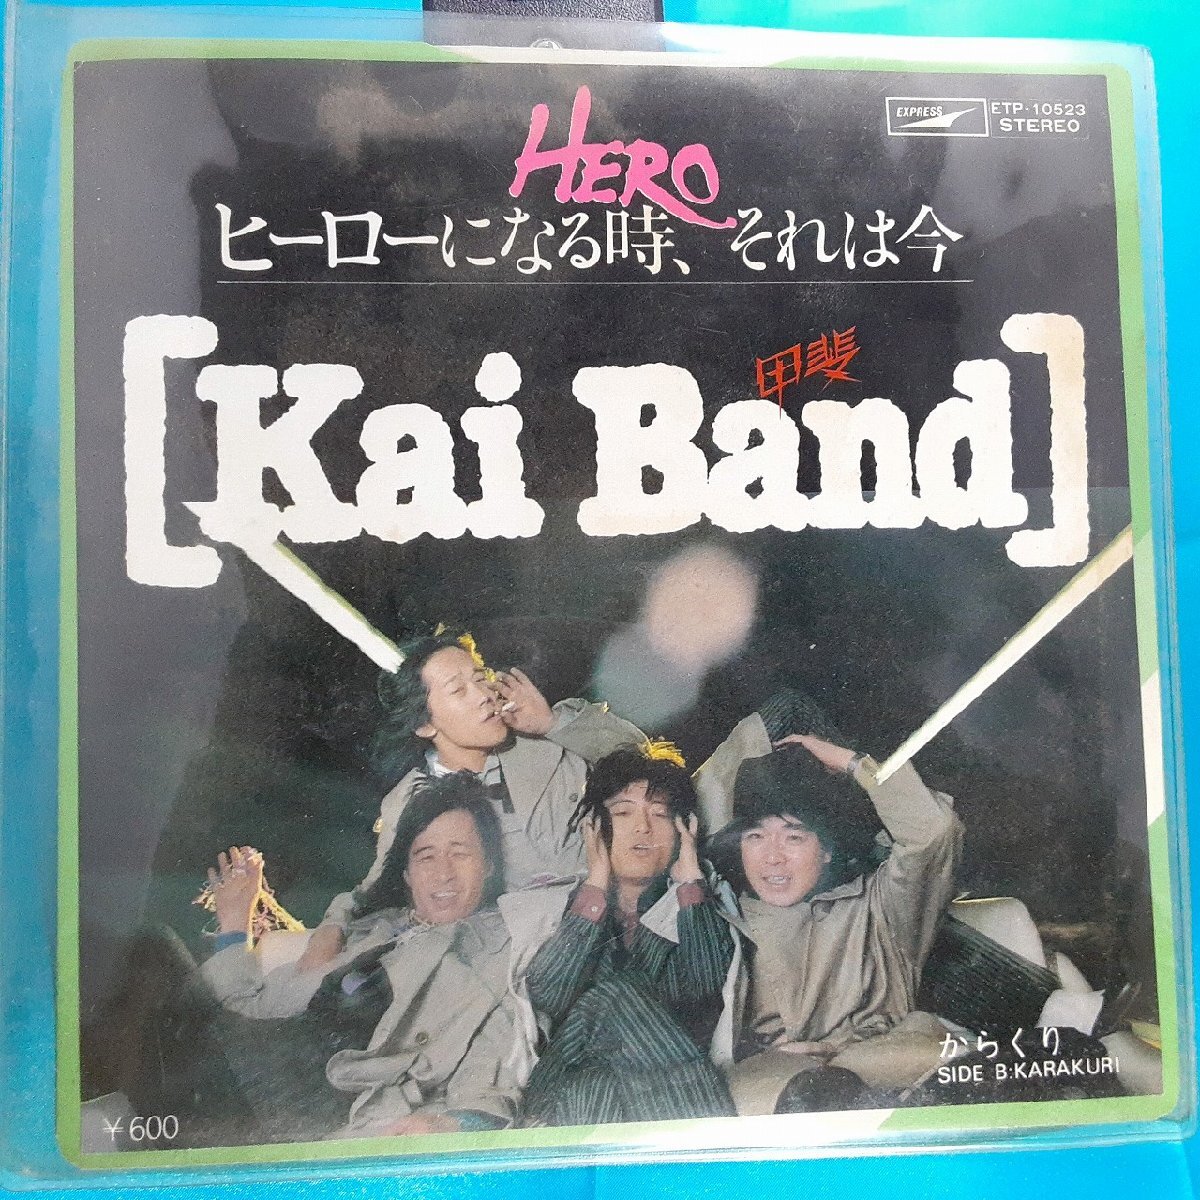 EXPRESS
ETP-10523
STEREO
HERO
ヒーローになる時、それは今
甲斐
[Kai Band]
からくり
SIDE B:KARAKURI
¥600